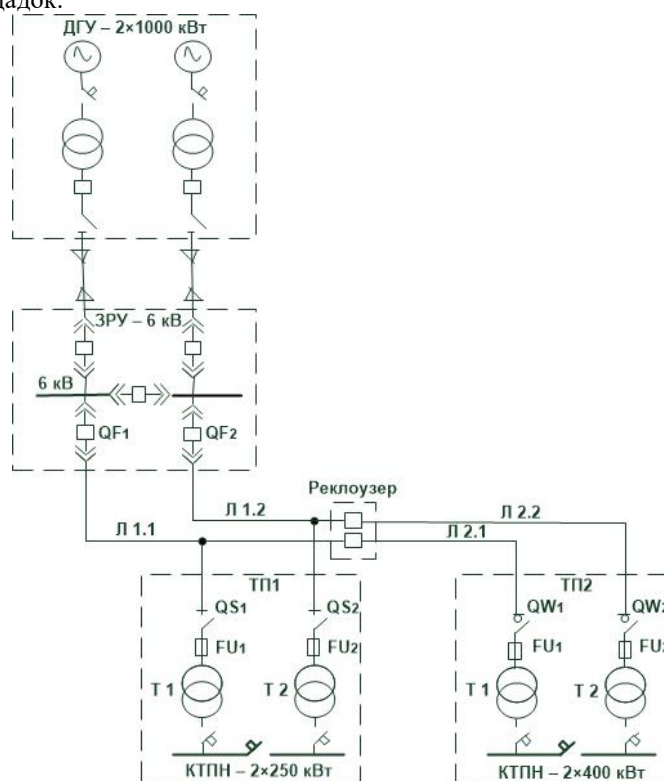 ДГУ – 2×1000 кВт
ЗРУ – 6 кВ
6 кВ
QF1
QF2
Реклоузер
Л 1.2
Л 2.2
Л 1.1
Л 2.1
ТП1
ТП2
QS1
QS2
QW1
FU1
FU2
FU1
Т 1
Т 2
Т 1
Т 2
КТПН – 2×250 кВт
КТПН – 2×400 кВт